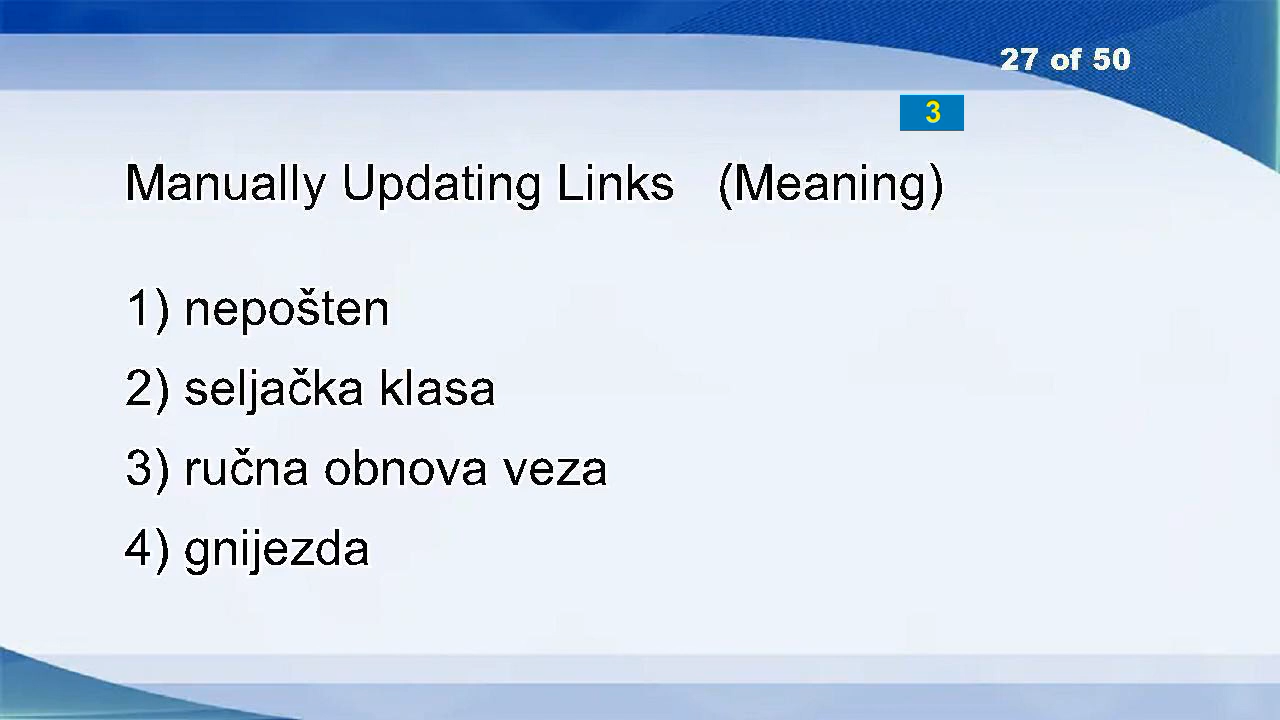 27 of 50
3
Manually Updating Links (Meaning)
1) nepošten
2) seljačka klasa
3) ručna obnova veza
4) gnijezda